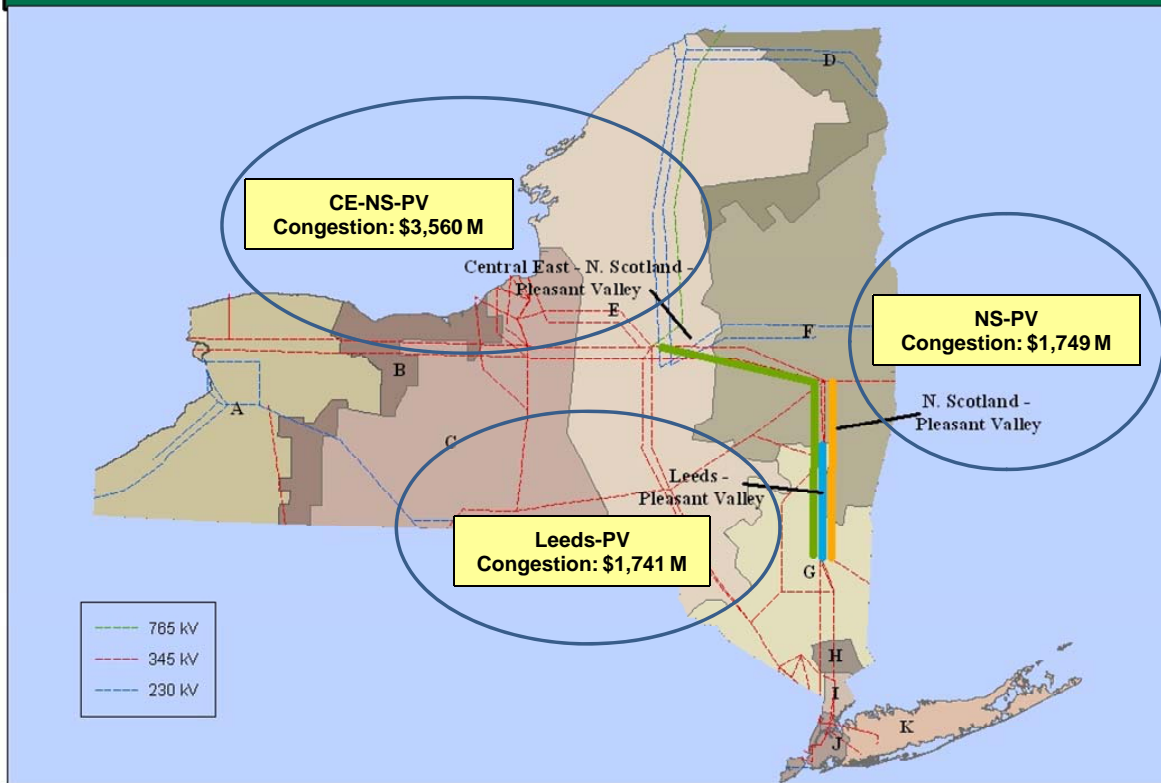 D
CE-NS-PV
Congestion: $3,560 M
Central East - N. Scotland -
Pleasant Valley
E
F
NS-PV
Congestion: $1,749 M
B
A
C
N. Scotland -
Pleasant Valley
Leeds -
Pleasant Valley
Leeds-PV
Congestion: $1,741 M
G
765 kV
345 kV
230 kV
H
I
K
J